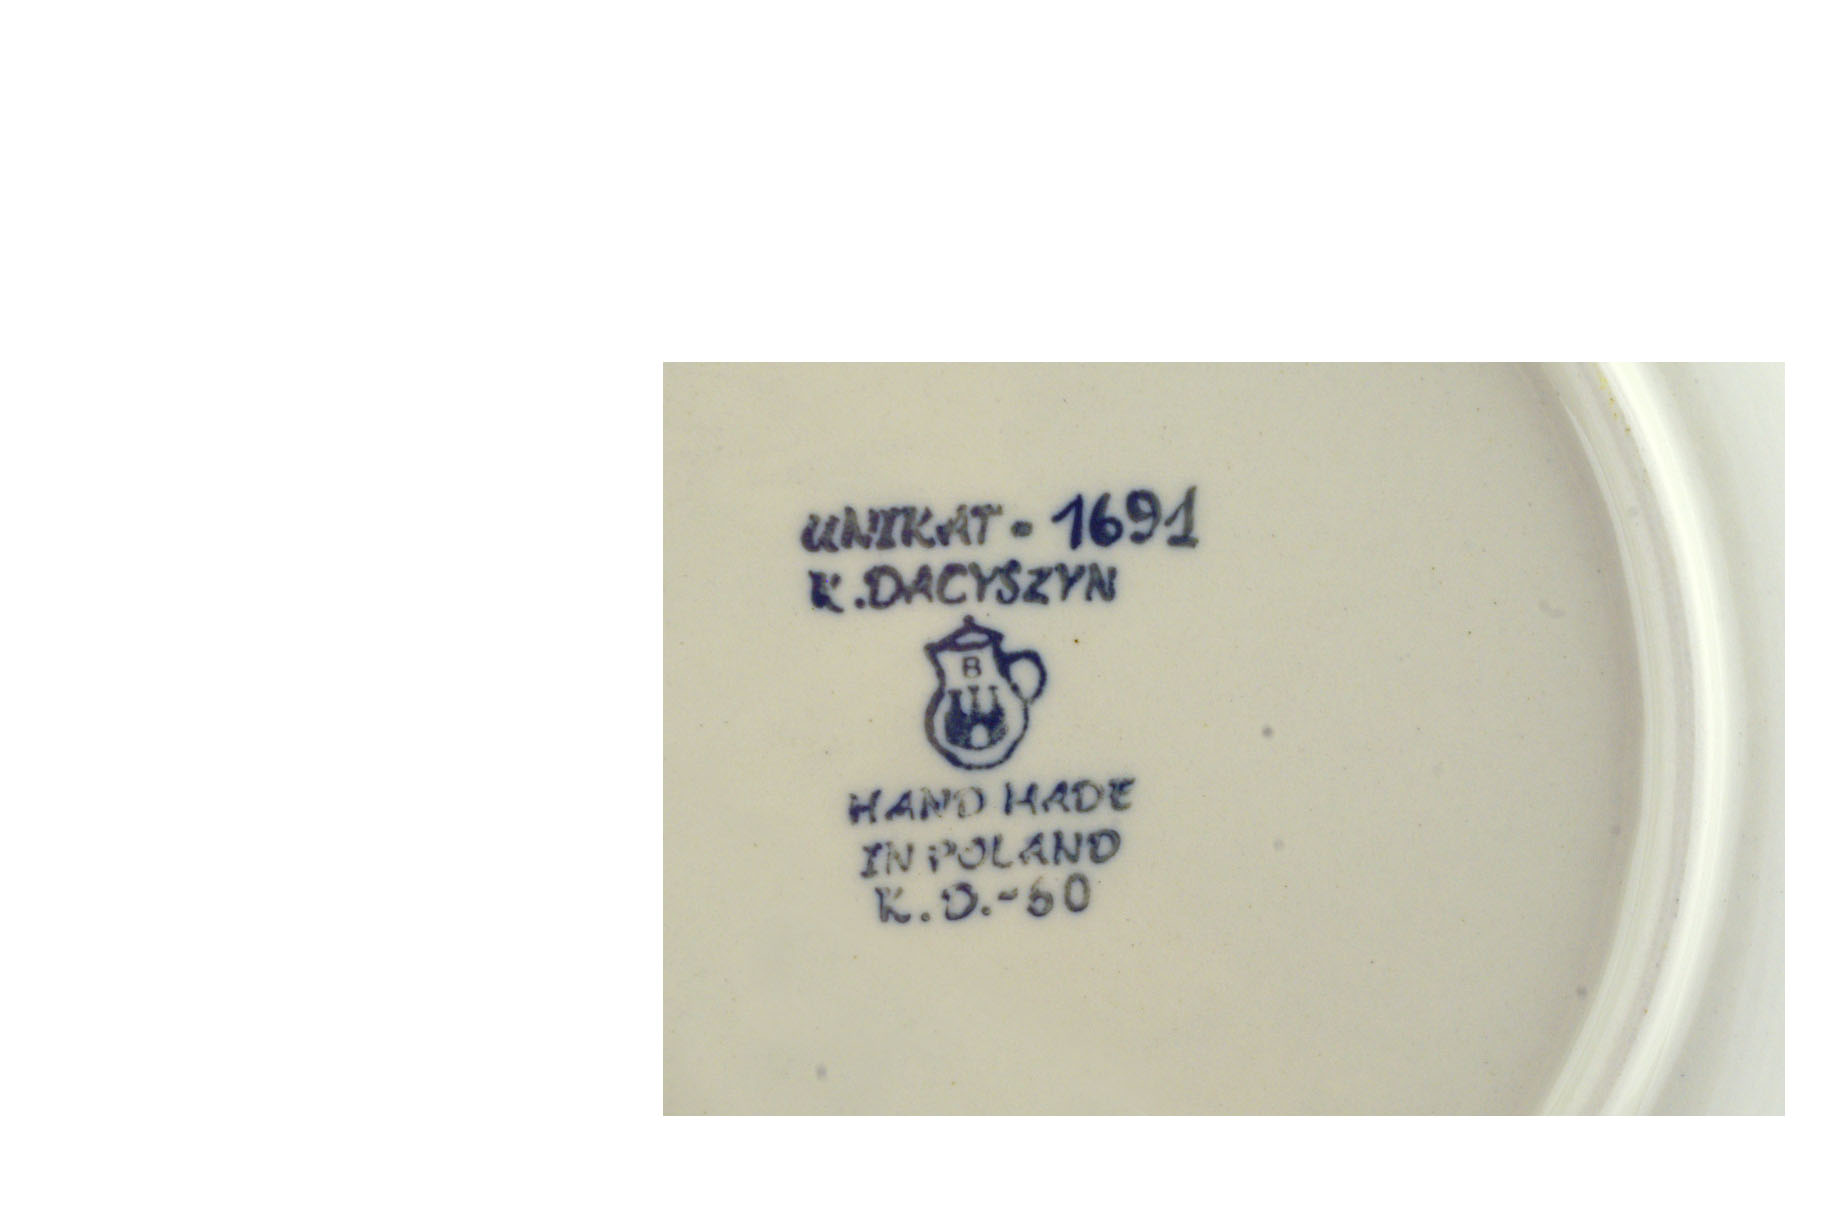 UNIKAT • 1691
K.DACYSZYN
B
HAND MADE
IN POLAND
K.D.-60